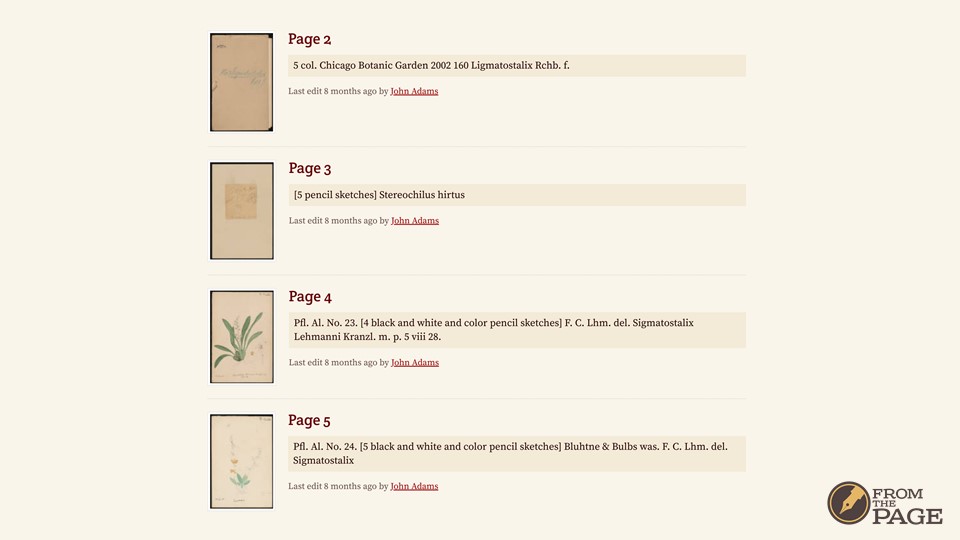 Page 2
5 col. Chicago Botanic Garden 2002 160 Ligmatostalix Rchb. f.
Last edit 8 months ago by John Adams
Page 3
[5 pencil sketches] Stereochilus hirtus
Last edit 8 months ago by John Adams
Page 4
Pfl. Al. No. 23. [4 black and white and color pencil sketches] F. C. Lhm. del. Sigmatostalix
Lehmanni Kranzl. m. p. 5 viii 28.
Last edit 8 months ago by John Adams
Page 5
Pfl. Al. No. 24. [5 black and white and color pencil sketches] Bluhtne & Bulbs was. F. C. Lhm. del.
Sigmatostalix
Last edit 8 months ago by John Adams
FROM
THE
PAGE